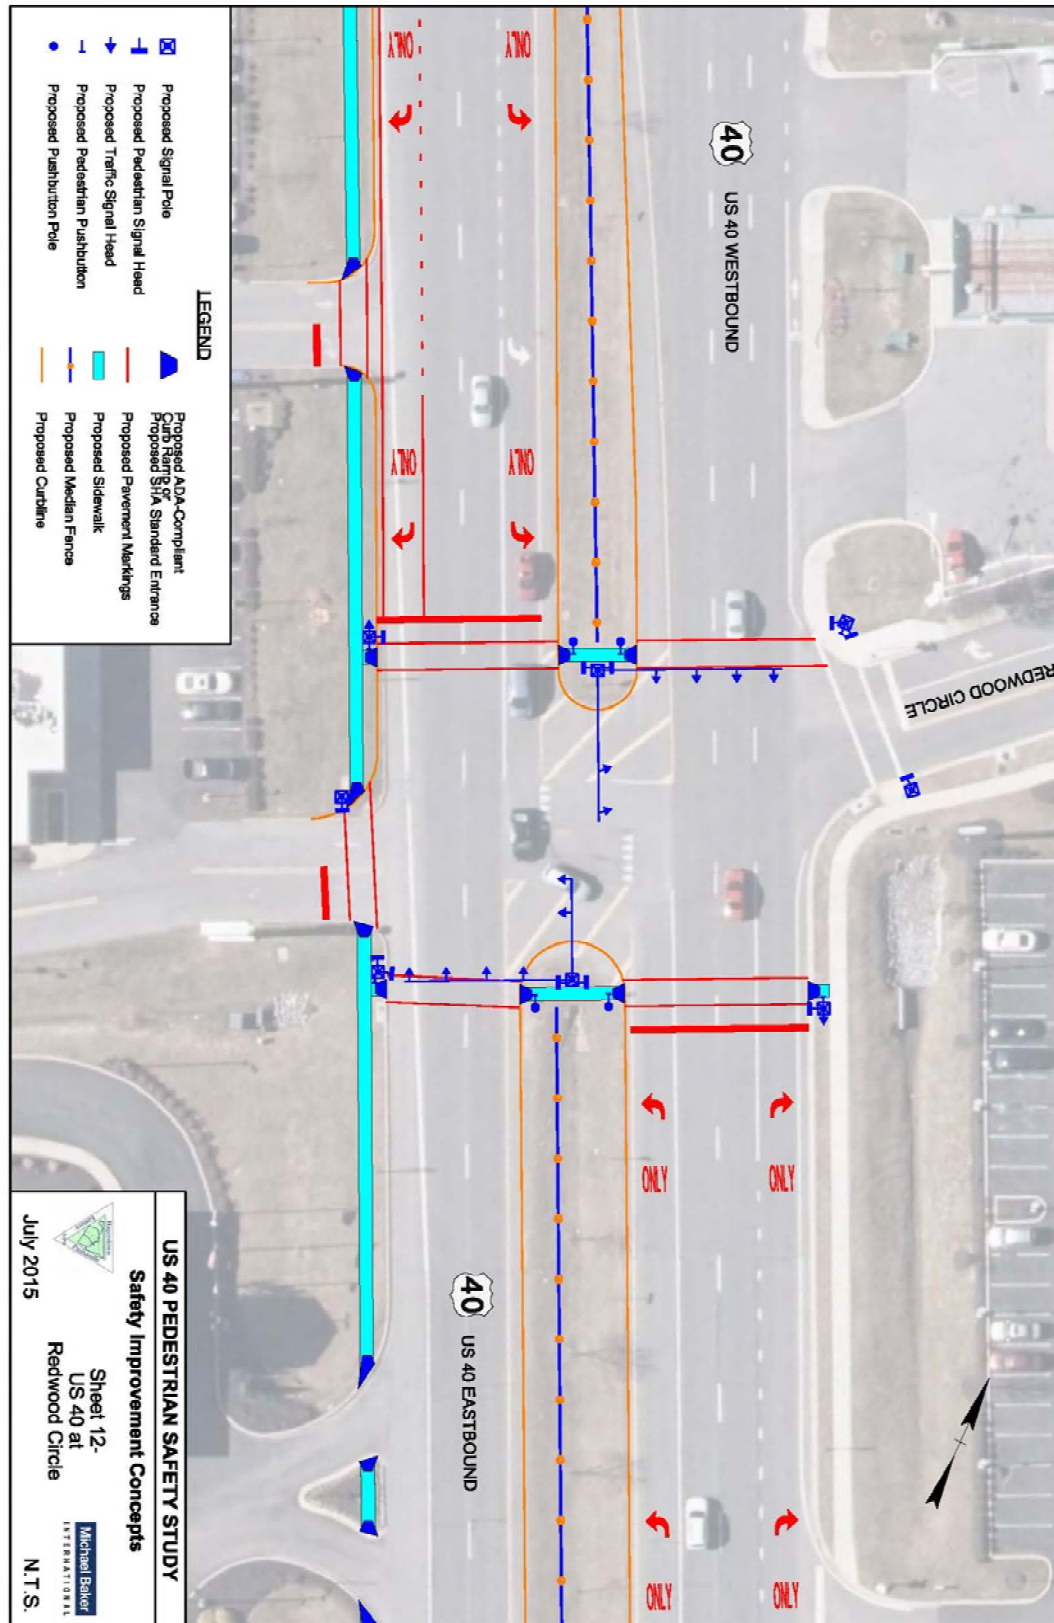 40
US 40 WESTBOUND
REDWOOD CIRCLE
ONLY
ONLY
ONLY
ONLY
ONLY
ONLY
ONLY
ONLY
40
US 40 EASTBOUND
LEGEND
Proposed Signal Pole
Proposed Pedestrian Signal Head
Proposed Traffic Signal Head
Proposed Pedestrian Pushbutton
Proposed Pushbutton Pole
Proposed ADA-Compliant
Curb Ramp or
Proposed SHA Standard Entrance
Proposed Pavement Markings
Proposed Sidewalk
Proposed Median Fence
Proposed Curbline
US 40 PEDESTRIAN SAFETY STUDY
Safety Improvement Concepts
Sheet 12-
US 40 at
Redwood Circle
July 2015
Michael Baker
INTERNATIONAL
N.T.S.